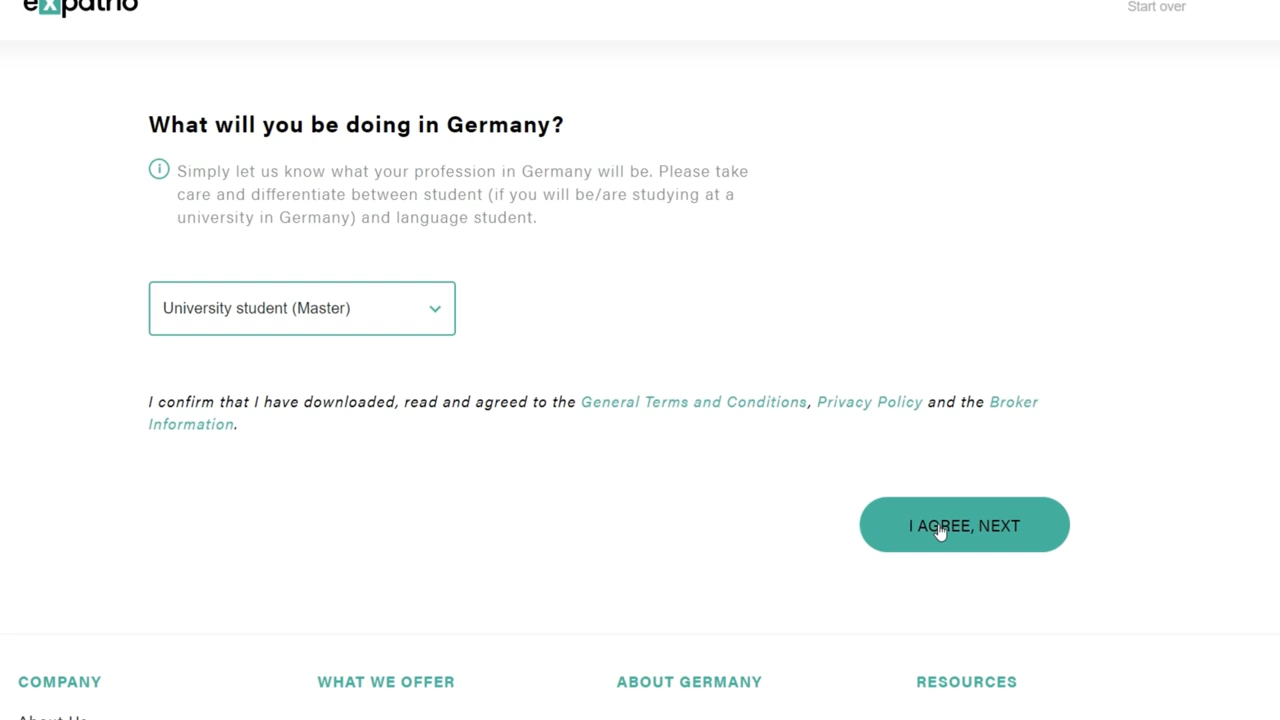 expatrio
Start over
What will you be doing in Germany?
Simply let us know what your profession in Germany will be. Please take
care and differentiate between student (if you will be/are studying at a
university in Germany) and language student.
University student (Master)
I confirm that I have downloaded, read and agreed to the General Terms and Conditions, Privacy Policy and the Broker
Information.
I AGREE, NEXT
COMPANY WHAT WE OFFER ABOUT GERMANY RESOURCES
About Us